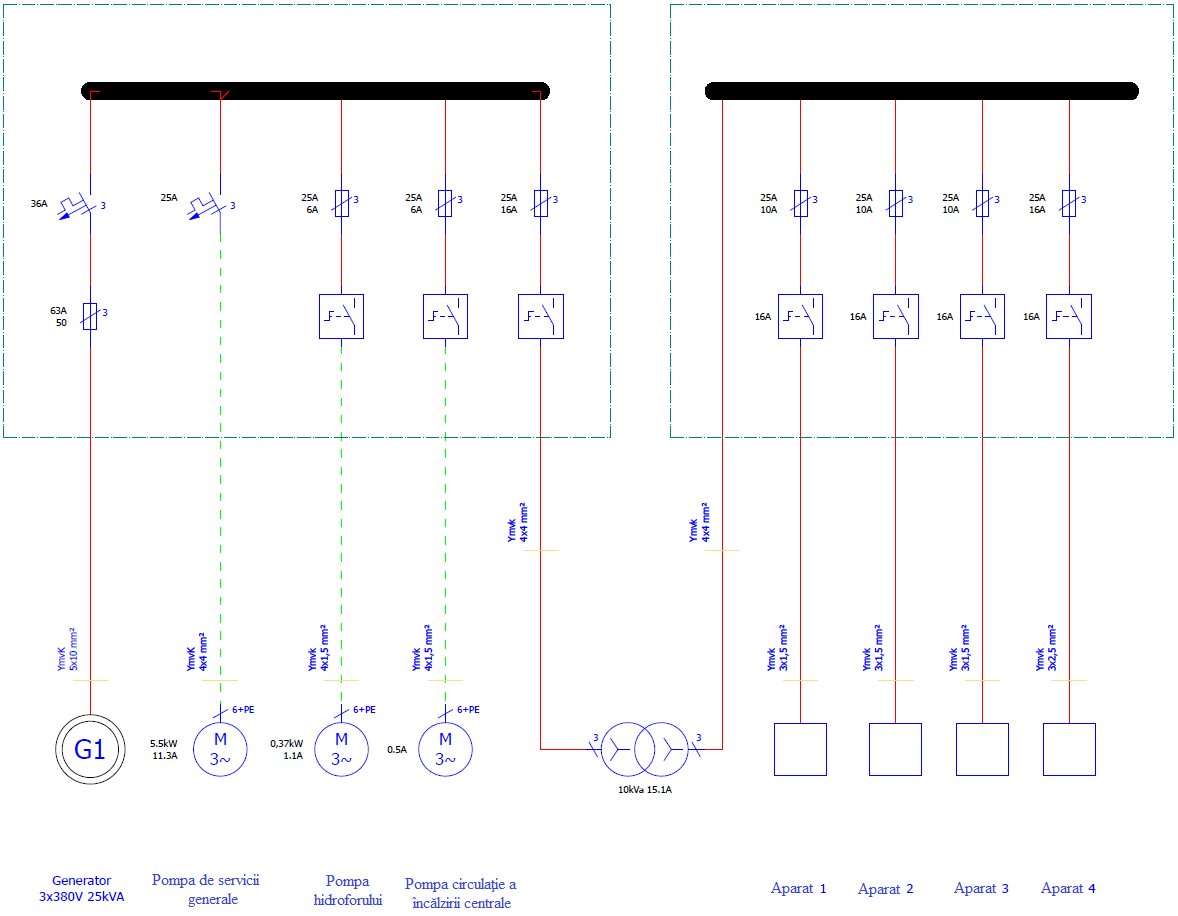 36A
3
25A
3
25A
6A
3
25A
6A
3
25A
16A
3
25A
10A
3
25A
10A
3
25A
10A
3
25A
16A
3
63A
50
3
16A
16A
16A
16A
Ymvk
4x4 mm²
Ymvk
4x4 mm²
YmvK
5x10 mm²
YmvK
4x4 mm²
Ymvk
4x1,5 mm²
Ymvk
4x1,5 mm²
Ymvk
3x1,5 mm²
Ymvk
3x1,5 mm²
Ymvk
3x1,5 mm²
Ymvk
3x2,5 mm²
6+PE
6+PE
6+PE
G1
5.5kW
11.3A
M
3~
0,37kW
1.1A
M
3~
0.5A
M
3~
3
3
10kVa 15.1A
Generator
3x380V 25kVA
Pompa de servicii
generale
Pompa
hidroforului
Pompa circulație a
încălzirii centrale
Aparat 1
Aparat 2
Aparat 3
Aparat 4